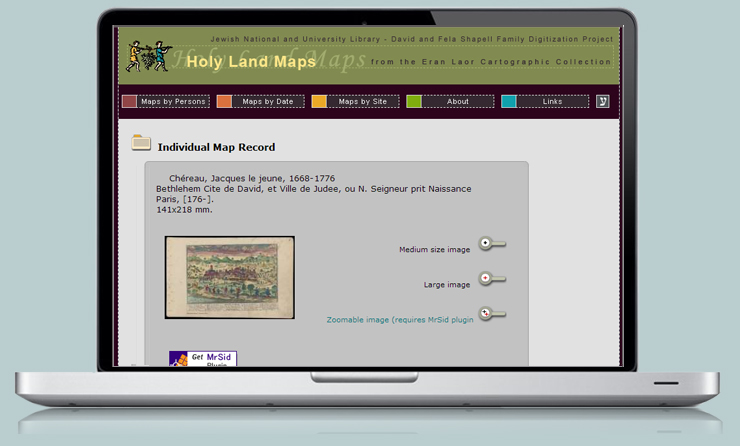 Jewish National and University Library - David and Fela Shapell Family Digitization Project
Holy Land Maps
Holy Land Maps from the Eran Laor Cartographic Collection
Maps by Persons Maps by Date Maps by Site About Links ע
Individual Map Record
Chéreau, Jacques le jeune, 1668-1776
Bethlehem Cite de David, et Ville de Judee, ou N. Seigneur prit Naissance
Paris, [176-].
141x218 mm.
Medium size image
Large image
Zoomable image (requires MrSid plugin
Get MrSid
Plugin